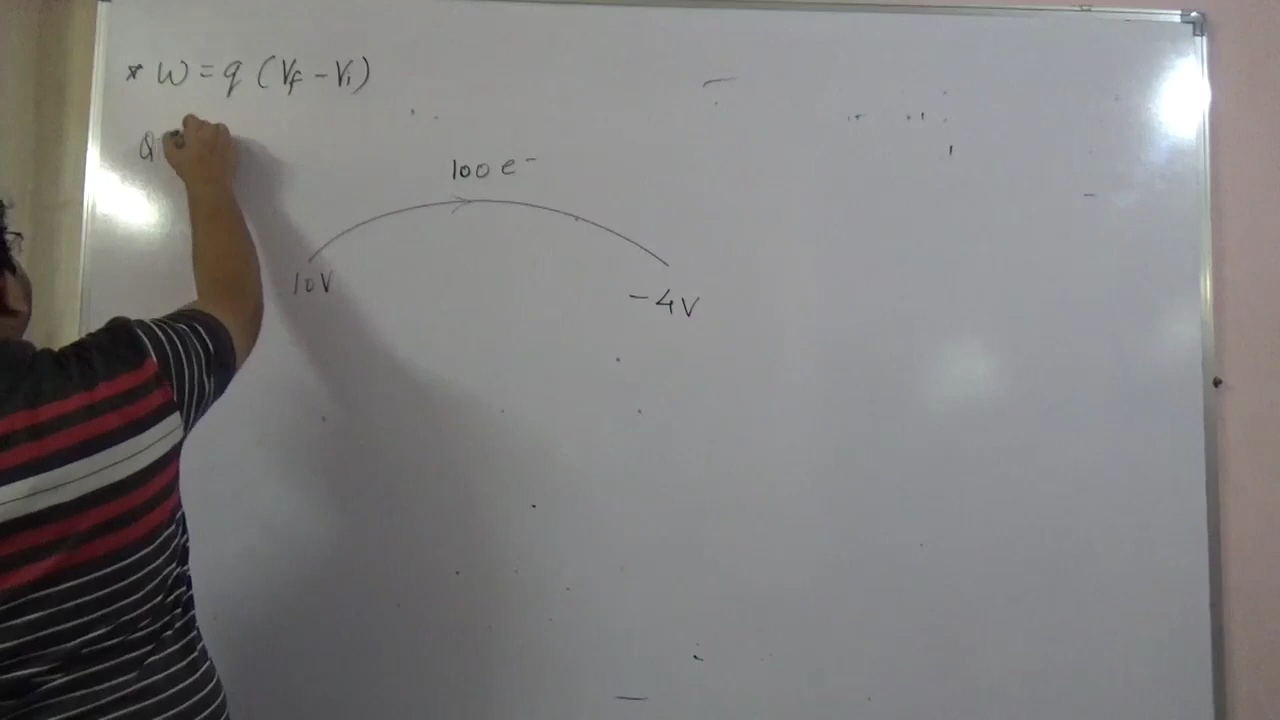 * W = q (Vf - Vi)
Q
100 e⁻
10V
-4V